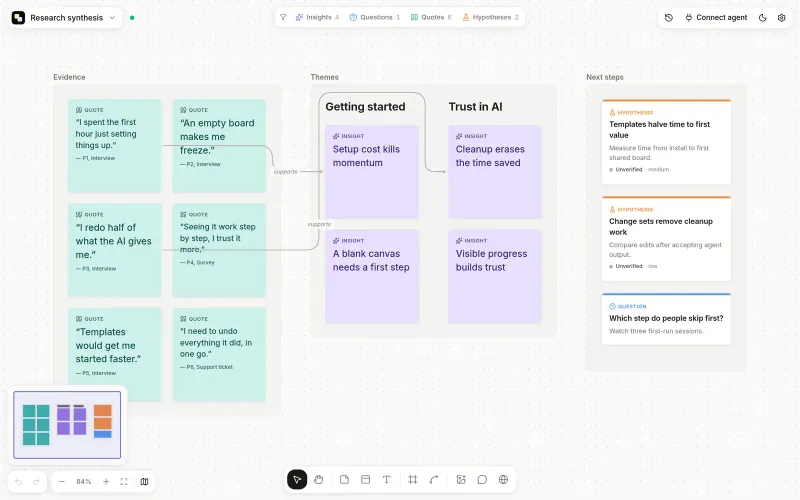 Research synthesis
Insights 4
Questions 1
Quotes 6
Hypotheses 2
Connect agent
Evidence
QUOTE
“I spent the first
hour just setting
things up.”
— P1, Interview
QUOTE
“An empty board
makes me
freeze.”
— P2, Interview
QUOTE
“I redo half of
what the AI gives
me.”
— P3, Interview
QUOTE
“Seeing it work step
by step, I trust it
more.”
— P4, Survey
QUOTE
“Templates
would get me
started faster.”
— P5, Interview
QUOTE
“I need to undo
everything it did, in
one go.”
— P6, Support ticket
supports
supports
Themes
Getting started
INSIGHT
Setup cost kills
momentum
INSIGHT
A blank canvas
needs a first step
Trust in AI
INSIGHT
Cleanup erases
the time saved
INSIGHT
Visible progress
builds trust
Next steps
HYPOTHESIS
Templates halve time to first
value
Measure time from install to first
shared board.
Unverified · medium
HYPOTHESIS
Change sets remove cleanup
work
Compare edits after accepting agent
output.
Unverified · low
QUESTION
Which step do people skip first?
Watch three first-run sessions.
84%